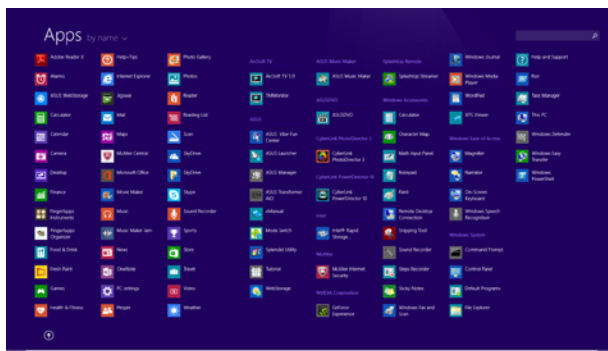 Apps by name
Adobe Reader X
Alarms
ASUS WebStorage
Calculator
Calendar
Camera
Desktop
Finance
Fingertapps
Instruments
Fingertapps
Organizer
Food & Drink
Fresh Paint
Games
Health & Fitness
Help+Tips
Internet Explorer
Mail
Maps
McAfee Central
Microsoft Office
Movie Maker
Music
Music Maker Jam
News
OneNote
PC settings
People
Photo Gallery
Photos
Reader
Reading List
Scan
SkyDrive
SkyDrive
Skype
Sound Recorder
Sports
Store
Travel
Video
Weather
ArcSoft TV
ArcSoft TV 5.0
TMMonitor
ASUS
ASUS Vibe Fun
Center
ASUS Launcher
ASUS Manager
ASUS Transformer
AiO
eManual
Mode Switch
Splendid Utility
Tutorial
WebStorage
ASUS Music Maker
ASUS Music Maker
ASUSDVD
ASUSDVD
CyberLink PhotoDirector 3
CyberLink
PhotoDirector 3
CyberLink PowerDirector 10
CyberLink
PowerDirector 10
Intel
Intel® Rapid
Storage...
McAfee
McAfee Internet
Security
NVIDIA Corporation
GeForce
Experience
Splashtop Remote
Splashtop Streamer
Windows Accessories
Calculator
Character Map
Math Input Panel
Notepad
Paint
Remote Desktop
Connection
Snipping Tool
Sound Recorder
Steps Recorder
Sticky Notes
Windows Fax and
Scan
Windows Journal
Windows Media
Player
WordPad
XPS Viewer
Windows Ease of Access
Magnifier
Narrator
On-Screen
Keyboard
Windows Speech
Recognition
Windows System
Command Prompt
Control Panel
Default Programs
File Explorer
Help and Support
Run
Task Manager
This PC
Windows Defender
Windows Easy
Transfer
Windows
PowerShell